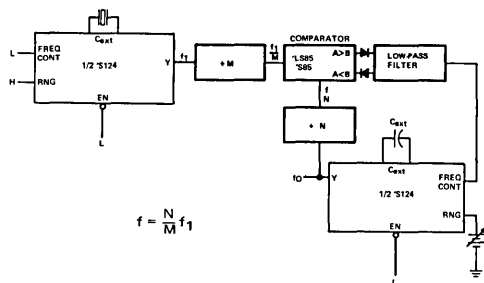 COMPARATOR
Cext
L
FREQ
CONT
Y
f1
÷ M
f1
M
'LS85
'S85
A>B
A<B
LOW-PASS
FILTER
H
RNG
1/2 'S124
EN
L
f
N
÷ N
fO
Y
Cext
FREQ
CONT
1/2 'S124
RNG
EN
L
f = N/M f1